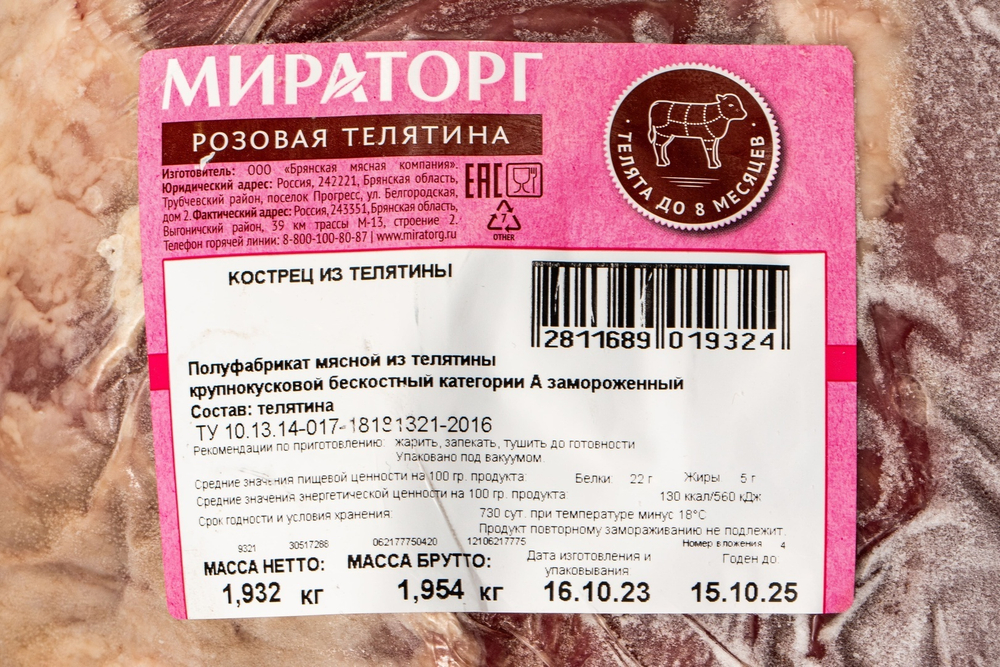 МИРАТОРГ
РОЗОВАЯ ТЕЛЯТИНА
Изготовитель: ООО «Брянская мясная компания».
Юридический адрес: Россия, 242221, Брянская область,
Трубчевский район, поселок Прогресс, ул. Белгородская,
дом 2. Фактический адрес: Россия, 243351, Брянская область,
Выгоничский район, 39 км трассы М-13, строение 2.
Телефон горячей линии: 8-800-100-80-87 | www.miratorg.ru
ЕАС
7
OTHER
· ТЕЛЯТА ДО 8 МЕСЯЦЕВ ·
КОСТРЕЦ ИЗ ТЕЛЯТИНЫ
2811689 019324
Полуфабрикат мясной из телятины
крупнокусковой бескостный категории А замороженный
Состав: телятина
ТУ 10.13.14-017-18181321-2016
Рекомендации по приготовлению: жарить, запекать, тушить до готовности
Упаковано под вакуумом.
Средние значения пищевой ценности на 100 гр. продукта: Белки: 22 г Жиры 5 г
Средние значения энергетической ценности на 100 гр. продукта 130 ккал/560 кДж
Срок годности и условия хранения: 730 сут. при температуре минус 18°С
Продукт повторному замораживанию не подлежит.
9321 30517288 062177750420 12106217775 Номер вложения 4
МАССА НЕТТО: МАССА БРУТТО: Дата изготовления и Годен до:
упаковывания
1,932 кг 1,954 кг 16.10.23 15.10.25